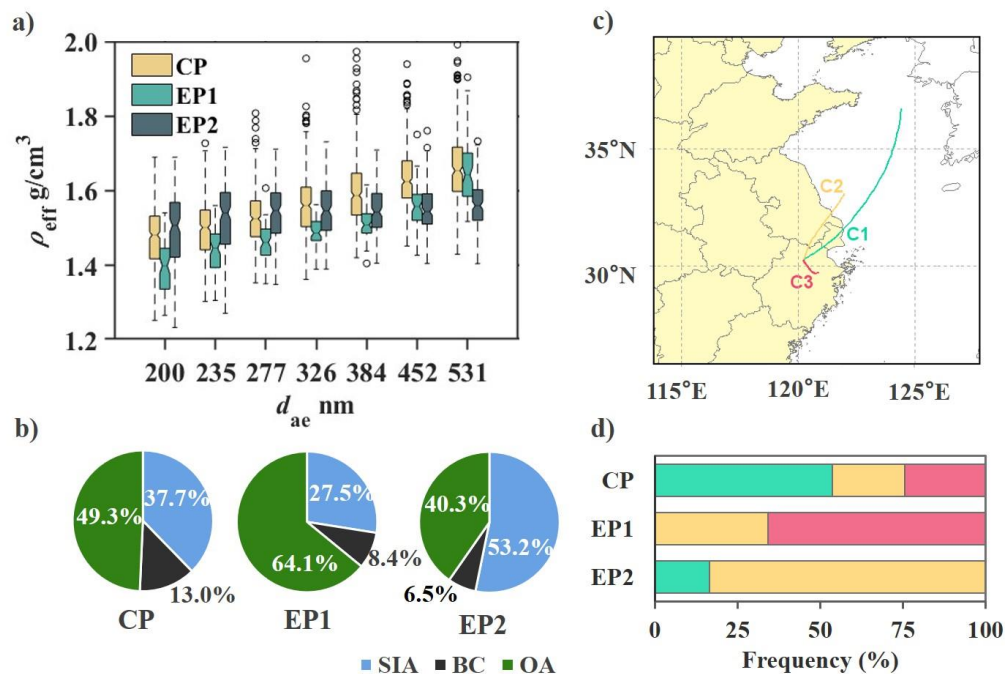 a)
2.0
1.8
1.6
1.4
1.2
ρeff g/cm³
CP
EP1
EP2
200 235 277 326 384 452 531
dae nm
b)
37.7%
49.3%
13.0%
CP
27.5%
64.1%
8.4%
EP1
40.3%
53.2%
6.5%
EP2
SIA BC OA
c)
35°N
30°N
C2
C1
C3
115°E 120°E 125°E
d)
CP
EP1
EP2
0 25 50 75 100
Frequency (%)